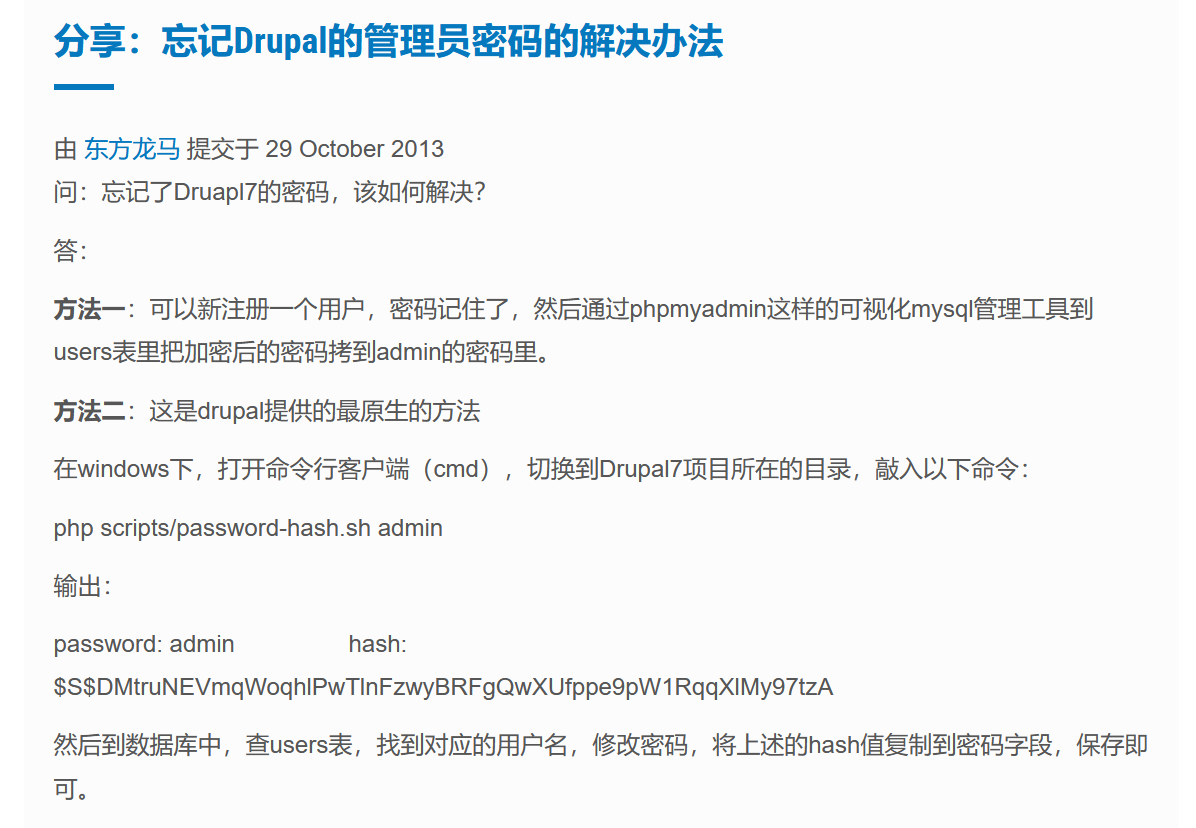 分享：忘记Drupal的管理员密码的解决办法
由 东方龙马 提交于 29 October 2013
问：忘记了Druapl7的密码，该如何解决？
答：
方法一：可以新注册一个用户，密码记住了，然后通过phpmyadmin这样的可视化mysql管理工具到
users表里把加密后的密码拷到admin的密码里。
方法二：这是drupal提供的最原生的方法
在windows下，打开命令行客户端（cmd），切换到Drupal7项目所在的目录，敲入以下命令：
php scripts/password-hash.sh admin
输出：
password: admin hash:
$S$DMtruNEVmqWoqhlPwTlnFzwyBRFgQwXUfppe9pW1RqqXlMy97tzA
然后到数据库中，查users表，找到对应的用户名，修改密码，将上述的hash值复制到密码字段，保存即
可。